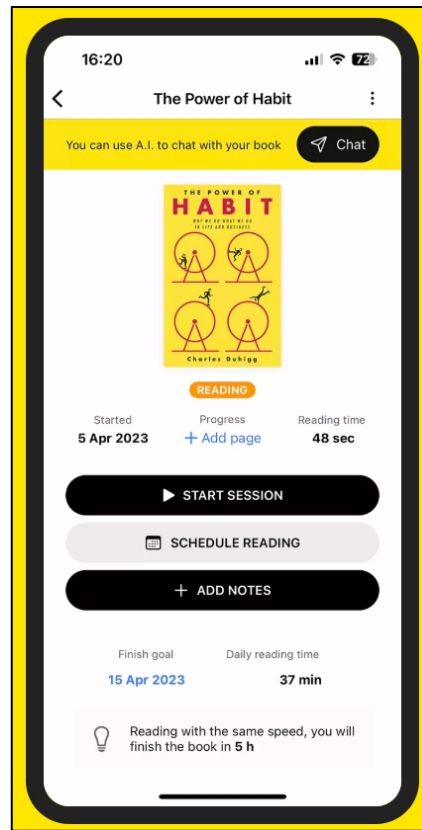 16:20
72
The Power of Habit
You can use A.I. to chat with your book
Chat
THE POWER OF
HABIT
WHY WE DO WHAT WE DO
IN LIFE AND BUSINESS
Charles Duhigg
READING
Started
Progress
Reading time
5 Apr 2023
+ Add page
48 sec
START SESSION
SCHEDULE READING
+ ADD NOTES
Finish goal
Daily reading time
15 Apr 2023
37 min
Reading with the same speed, you will
finish the book in 5 h